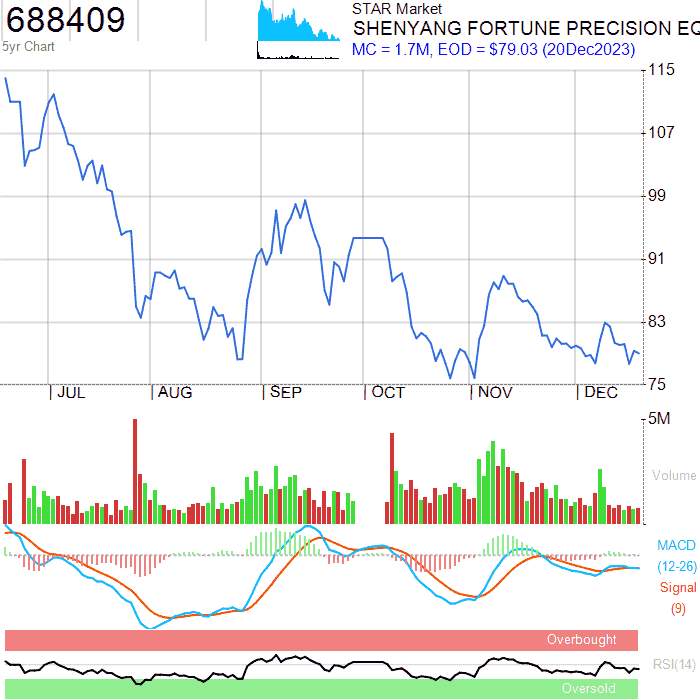 688409
5yr Chart
STAR Market
SHENYANG FORTUNE PRECISION EQ
MC = 1.7M, EOD = $79.03 (20Dec2023)
115
107
99
91
83
75
JUL
AUG
SEP
OCT
NOV
DEC
5M
Volume
MACD
(12-26)
Signal
(9)
Overbought
RSI(14)
Oversold